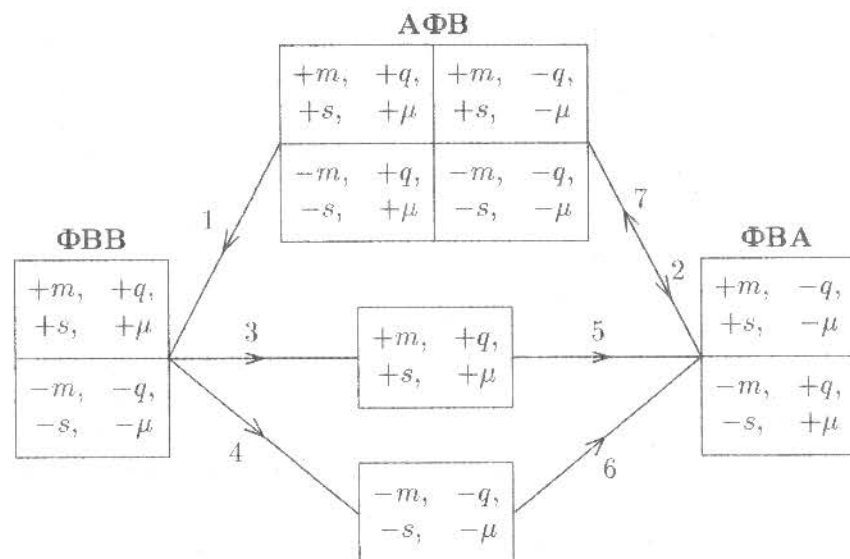 АФВ
+m, +q, +m, −q,
+s, +μ +s, −μ
−m, +q, −m, −q,
−s, +μ −s, −μ
1
7
ФВВ
ФВА
2
+m, +q,
+s, +μ
−m, −q,
−s, −μ
3
+m, +q,
+s, +μ
5
+m, −q,
+s, −μ
−m, +q,
−s, +μ
4
6
−m, −q,
−s, −μ